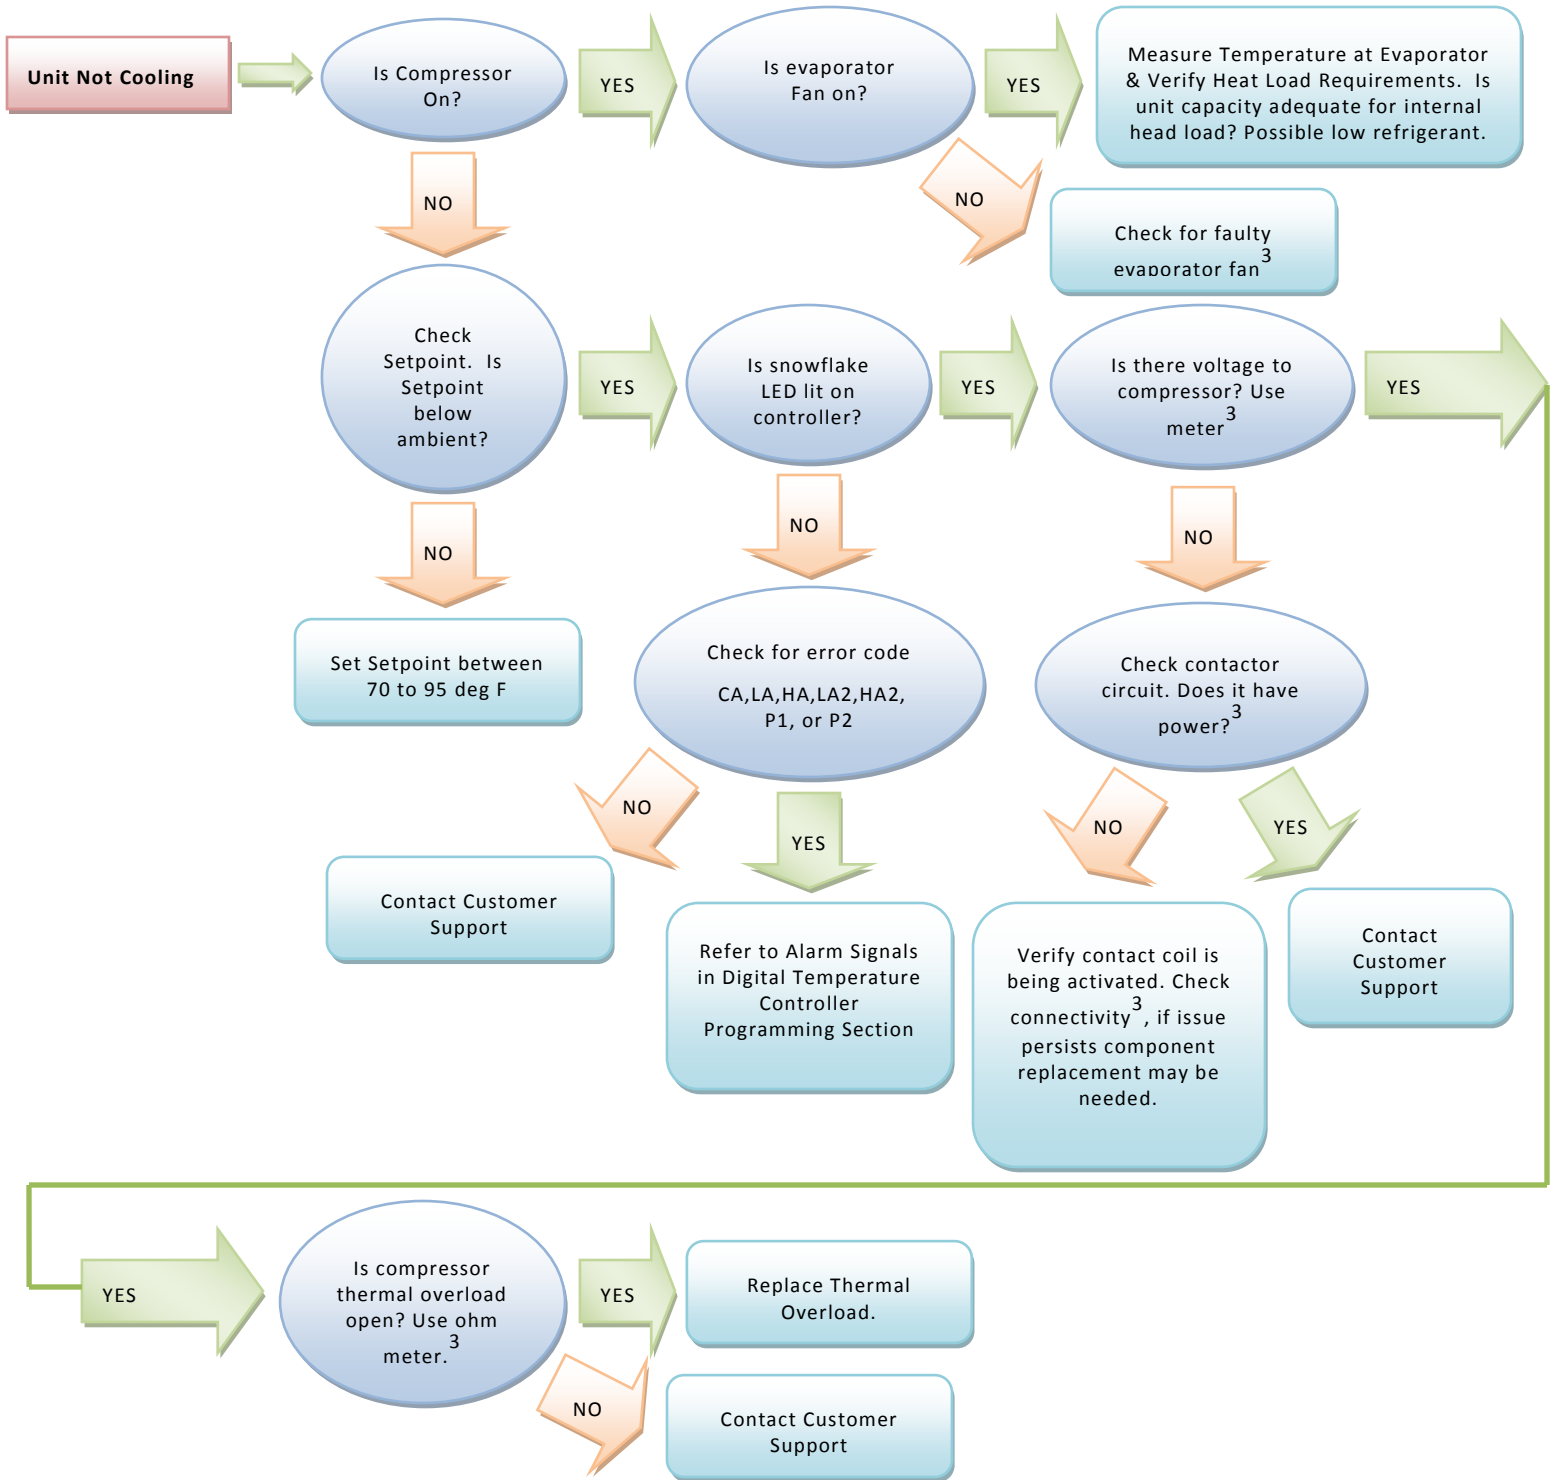 Unit Not Cooling
Is Compressor
On?
YES
Is evaporator
Fan on?
YES
Measure Temperature at Evaporator
& Verify Heat Load Requirements. Is
unit capacity adequate for internal
head load? Possible low refrigerant.
NO
NO
Check for faulty
evaporator fan3
Check
Setpoint. Is
Setpoint
below
ambient?
YES
Is snowflake
LED lit on
controller?
YES
Is there voltage to
compressor? Use
meter3
YES
NO
NO
NO
Set Setpoint between
70 to 95 deg F
Check for error code
CA,LA,HA,LA2,HA2,
P1, or P2
Check contactor
circuit. Does it have
power?3
NO
YES
NO
YES
Contact Customer
Support
Refer to Alarm Signals
in Digital Temperature
Controller
Programming Section
Verify contact coil is
being activated. Check
connectivity3, if issue
persists component
replacement may be
needed.
Contact
Customer
Support
YES
Is compressor
thermal overload
open? Use ohm
meter.3
YES
Replace Thermal
Overload.
NO
Contact Customer
Support